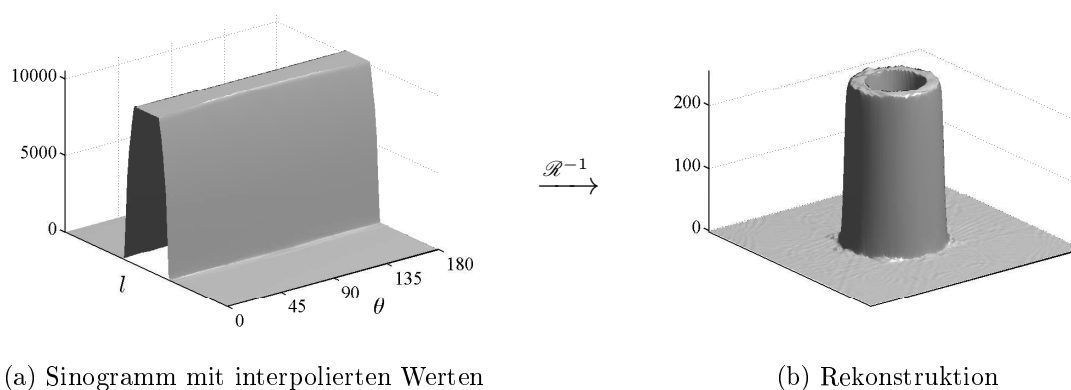 10000
5000
0
l
0
45
90
135
180
θ
ℛ⁻¹
200
100
0
(a) Sinogramm mit interpolierten Werten
(b) Rekonstruktion